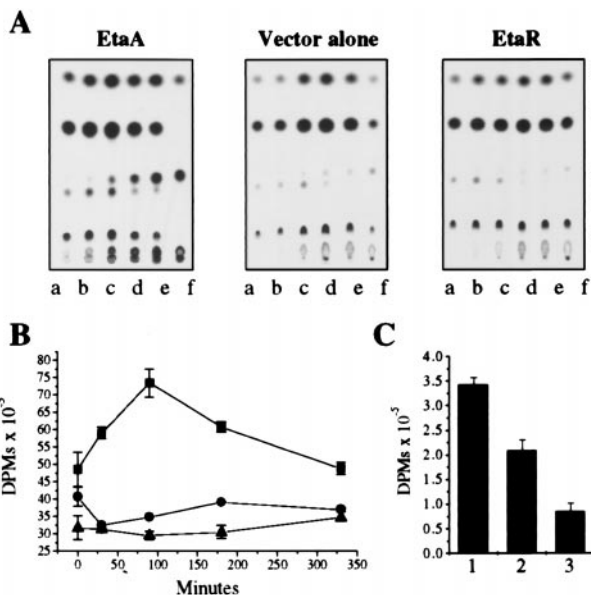 A
EtaA
Vector alone
EtaR
a b c d e f
a b c d e f
a b c d e f
B
80
75
70
65
60
55
50
45
40
35
30
25
DPMs x 10⁻³
0 50 100 150 200 250 300 350
Minutes
C
4.0
3.5
3.0
2.5
2.0
1.5
1.0
0.5
0.0
DPMs x 10⁻⁵
1 2 3